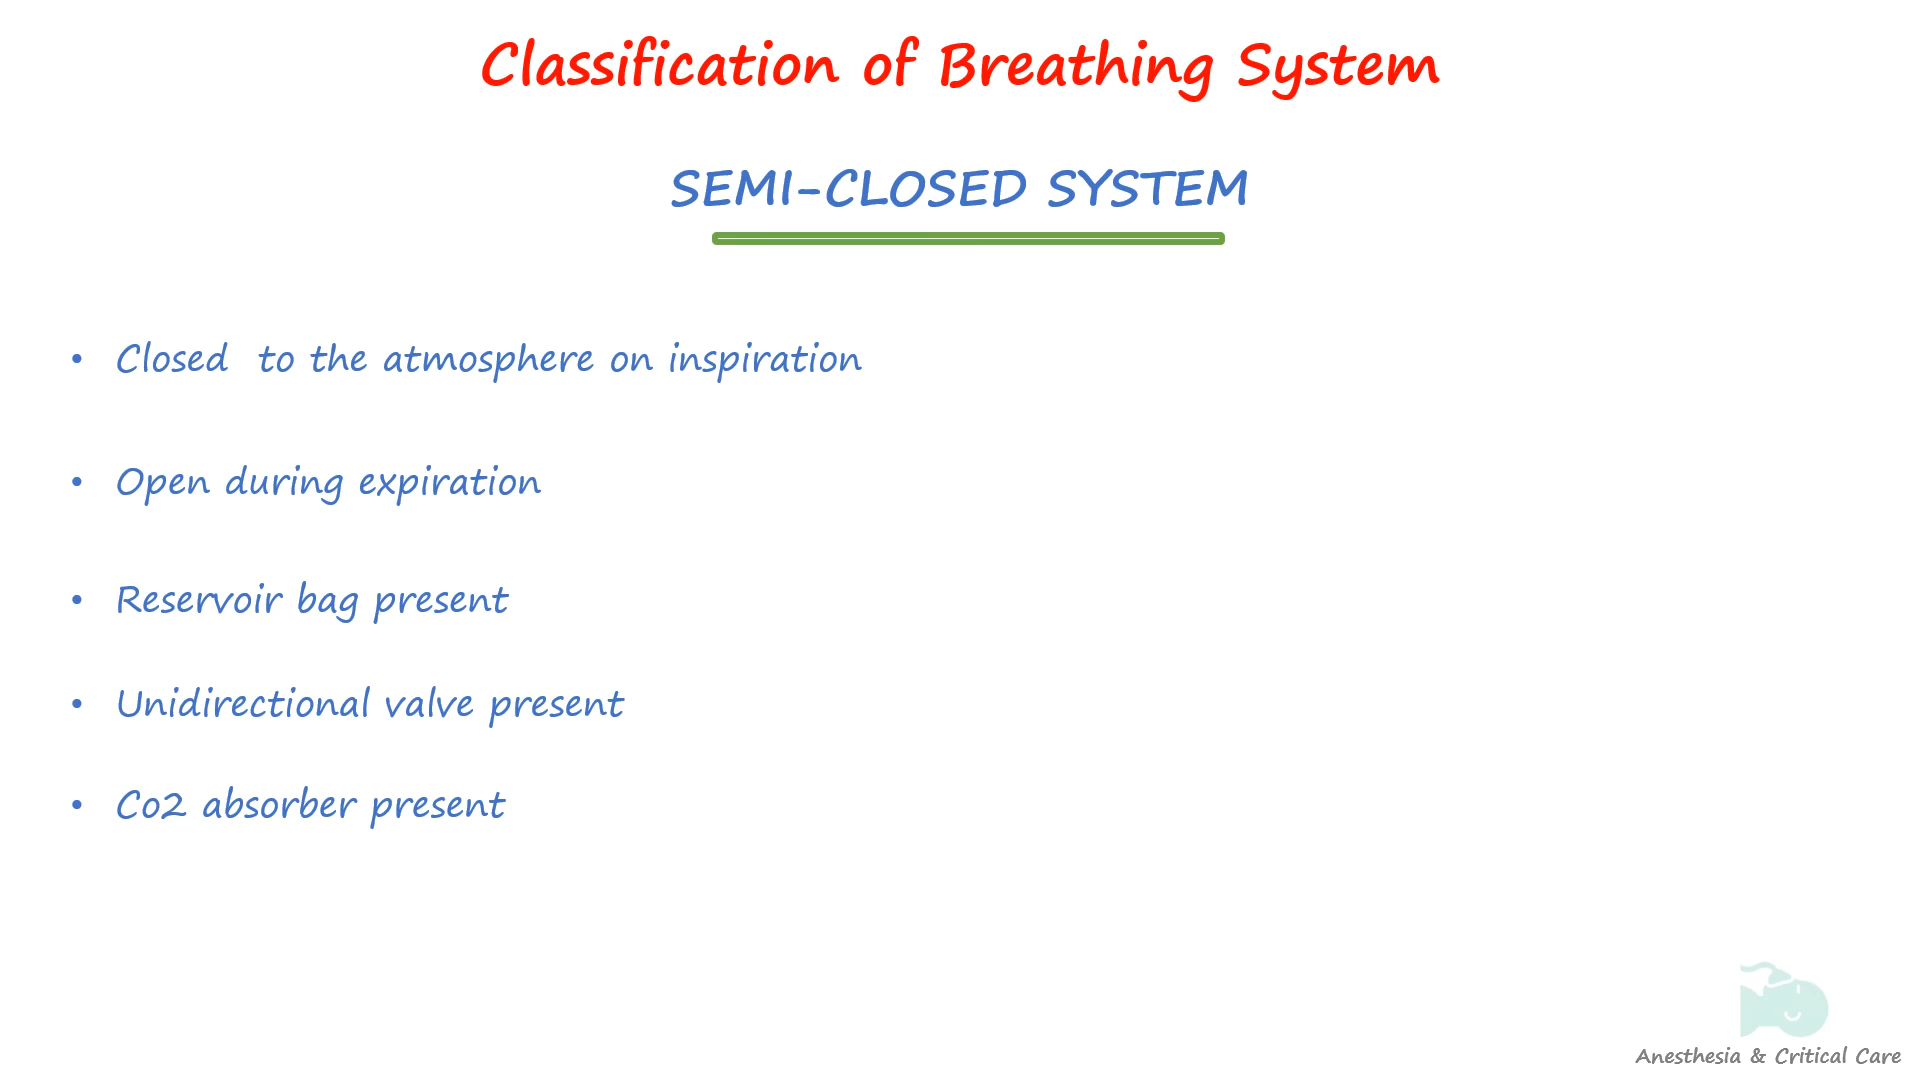 Classification of Breathing System
SEMI-CLOSED SYSTEM
• Closed  to the atmosphere on inspiration
• Open during expiration
• Reservoir bag present
• Unidirectional valve present
• Co2 absorber present
Anesthesia & Critical Care